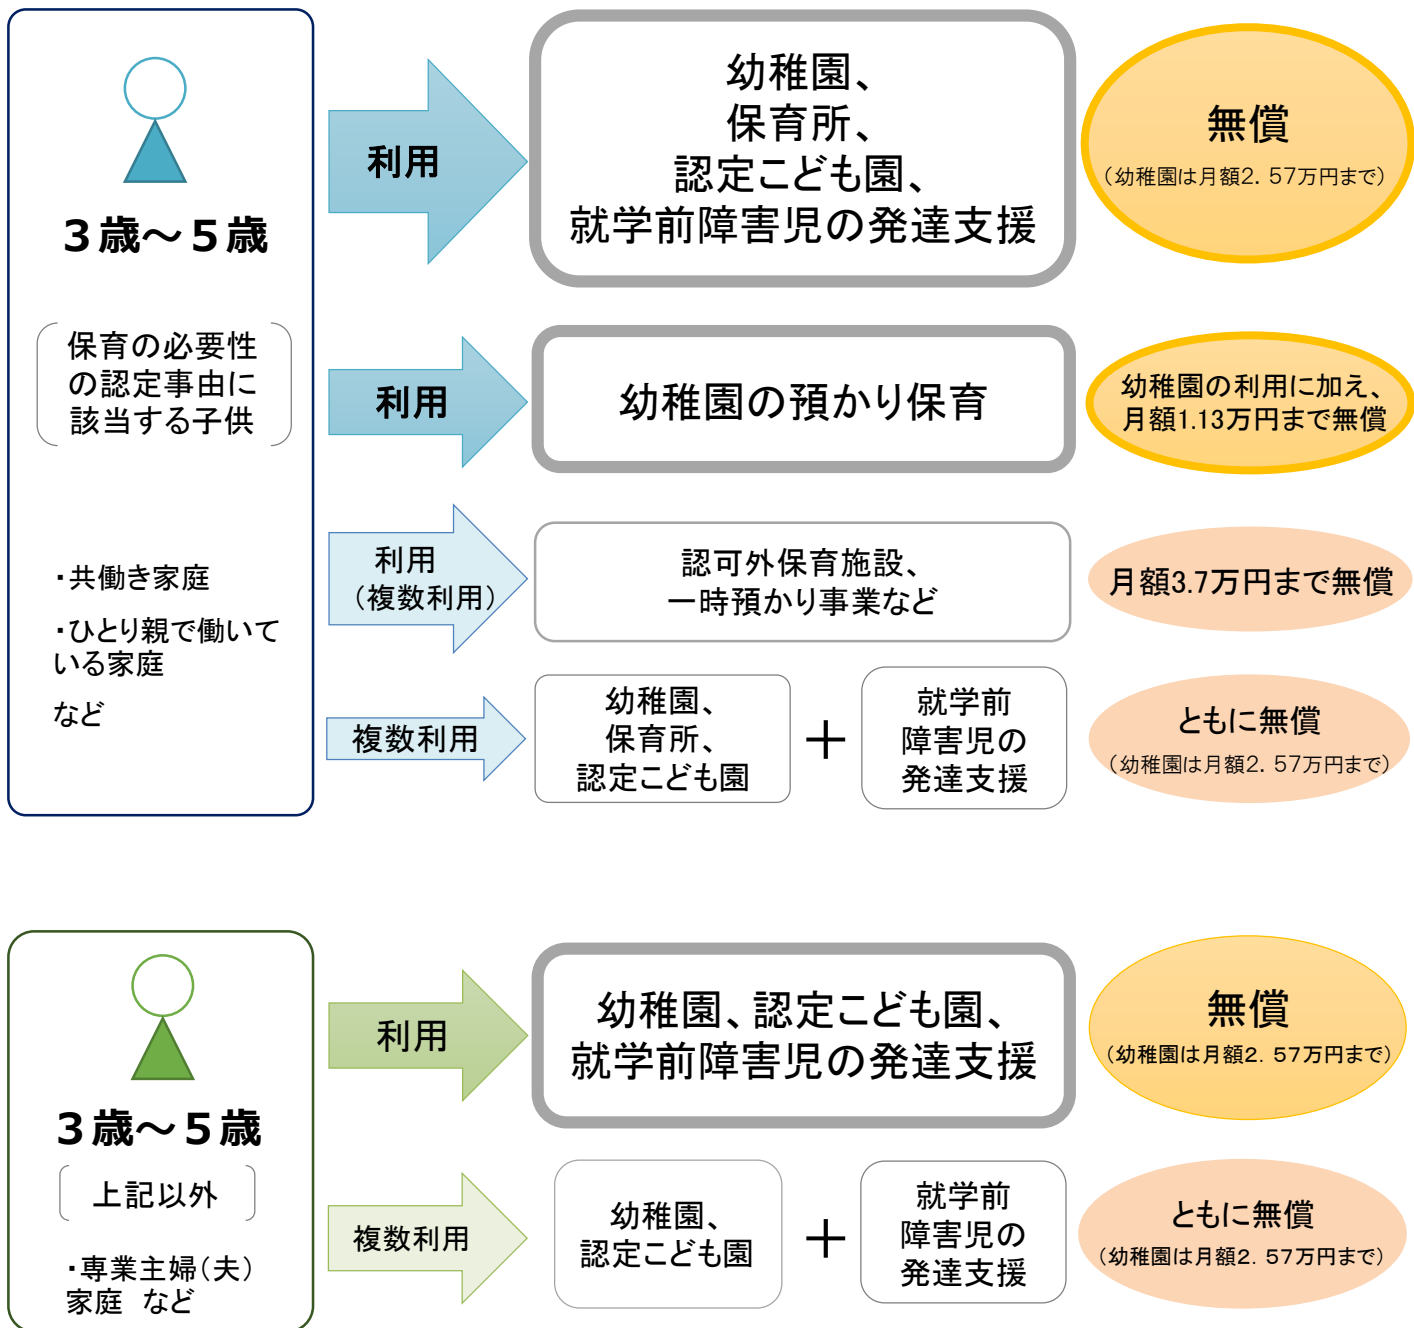 ３歳～５歳
保育の必要性
の認定事由に
該当する子供
・共働き家庭
・ひとり親で働いて
いる家庭
など
利用
幼稚園、
保育所、
認定こども園、
就学前障害児の発達支援
無償
（幼稚園は月額２．５７万円まで）
利用
幼稚園の預かり保育
幼稚園の利用に加え、
月額1.13万円まで無償
利用
（複数利用）
認可外保育施設、
一時預かり事業など
月額3.7万円まで無償
複数利用
幼稚園、
保育所、
認定こども園
＋
就学前
障害児の
発達支援
ともに無償
（幼稚園は月額２．５７万円まで）
３歳～５歳
上記以外
・専業主婦（夫）
家庭　など
利用
幼稚園、認定こども園、
就学前障害児の発達支援
無償
（幼稚園は月額２．５７万円まで）
複数利用
幼稚園、
認定こども園
＋
就学前
障害児の
発達支援
ともに無償
（幼稚園は月額２．５７万円まで）